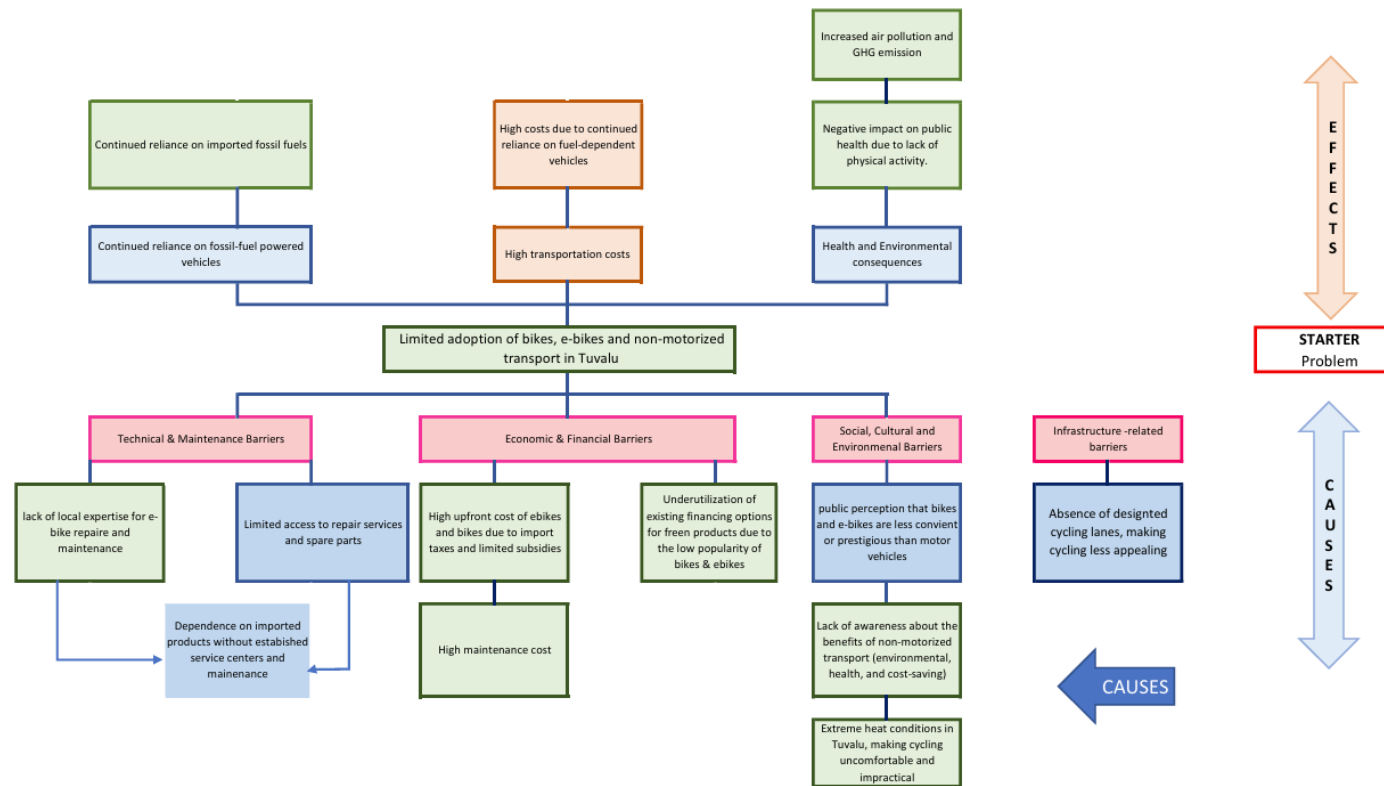 Increased air pollution and
GHG emission
Continued reliance on imported fossil fuels
High costs due to continued
reliance on fuel-dependent
vehicles
Negative impact on public
health due to lack of
physical activity.
Continued reliance on fossil-fuel powered
vehicles
High transportation costs
Health and Environmental
consequences
E
F
F
E
C
T
S
Limited adoption of bikes, e-bikes and non-motorized
transport in Tuvalu
STARTER
Problem
Technical & Maintenance Barriers
Economic & Financial Barriers
Social, Cultural and
Environmenal Barriers
Infrastructure -related
barriers
lack of local expertise for e-
bike repaire and
maintenance
Limited access to repair services
and spare parts
High upfront cost of ebikes
and bikes due to import
taxes and limited subsidies
Underutilization of
existing financing options
for freen products due to
the low popularity of
bikes & ebikes
public perception that bikes
and e-bikes are less convient
or prestigious than motor
vehicles
Absence of designted
cycling lanes, making
cycling less appealing
C
A
U
S
E
S
Dependence on imported
products without estabished
service centers and
mainenance
High maintenance cost
Lack of awareness about the
benefits of non-motorized
transport (environmental,
health, and cost-saving)
CAUSES
Extreme heat conditions in
Tuvalu, making cycling
uncomfortable and
impractical